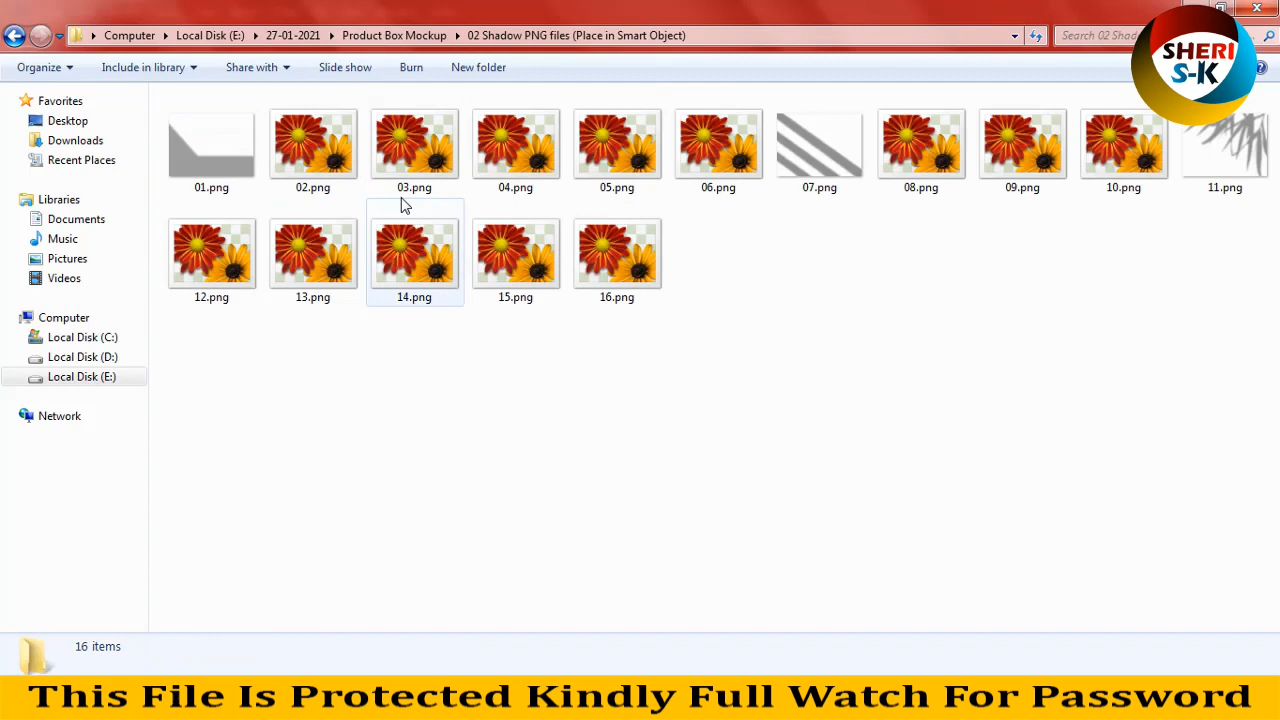 Computer Local Disk (E:) 27-01-2021 Product Box Mockup 02 Shadow PNG files (Place in Smart Object) Search 02 Shad
SHERI
S-K
Organize Include in library Share with Slide show Burn New folder
Favorites
Desktop
Downloads
Recent Places
Libraries
Documents
Music
Pictures
Videos
Computer
Local Disk (C:)
Local Disk (D:)
Local Disk (E:)
Network
01.png 02.png 03.png 04.png 05.png 06.png 07.png 08.png 09.png 10.png 11.png
12.png 13.png 14.png 15.png 16.png
16 items
This File Is Protected Kindly Full Watch For Password